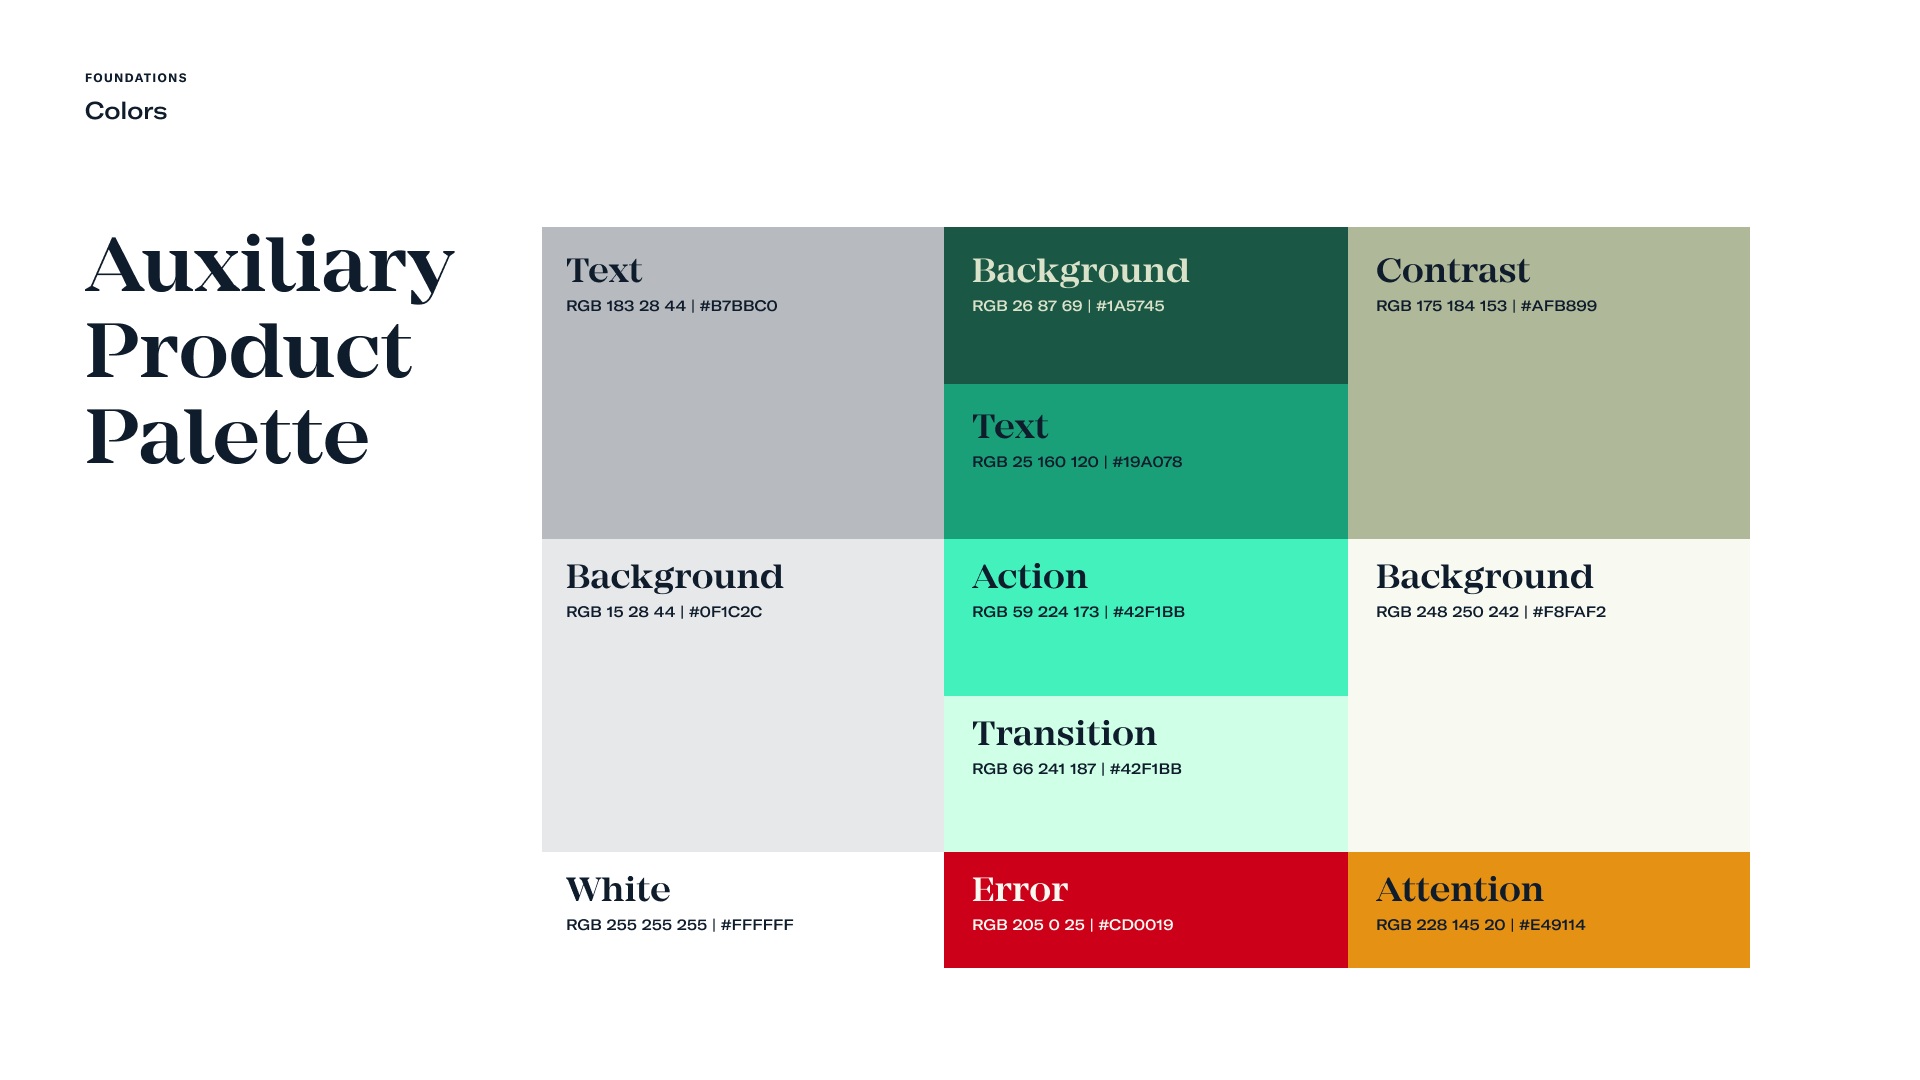 FOUNDATIONS
Colors
Auxiliary
Product
Palette
Text
RGB 183 28 44 | #B7BBC0
Background
RGB 26 87 69 | #1A5745
Contrast
RGB 175 184 153 | #AFB899
Text
RGB 25 160 120 | #19A078
Background
RGB 15 28 44 | #0F1C2C
Action
RGB 59 224 173 | #42F1BB
Background
RGB 248 250 242 | #F8FAF2
Transition
RGB 66 241 187 | #42F1BB
White
RGB 255 255 255 | #FFFFFF
Error
RGB 205 0 25 | #CD0019
Attention
RGB 228 145 20 | #E49114